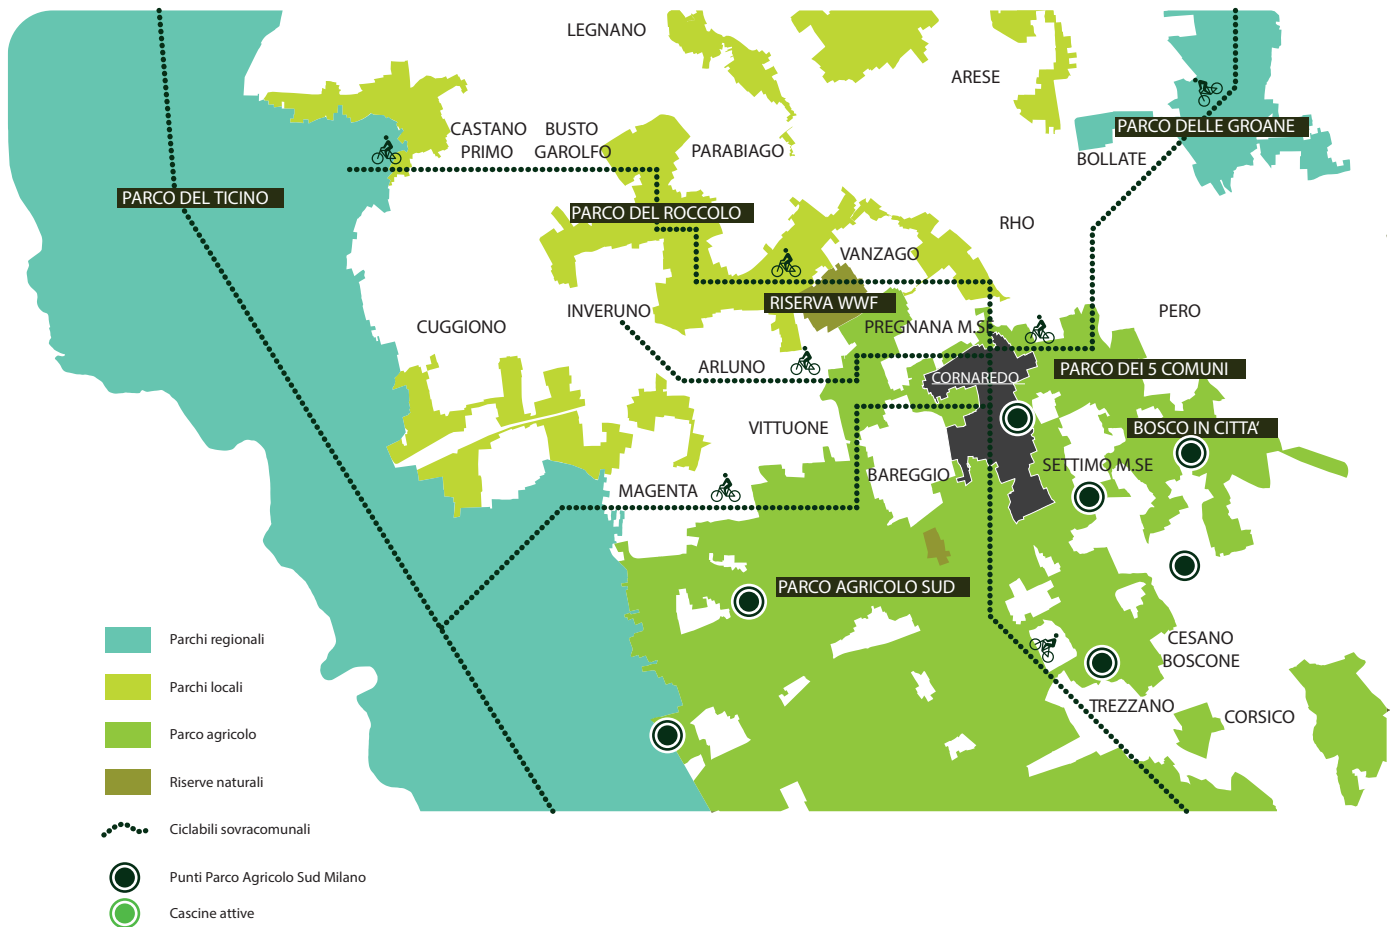 LEGNANO
ARESE
CASTANO
PRIMO
BUSTO
GAROLFO
PARABIAGO
PARCO DELLE GROANE
BOLLATE
PARCO DEL TICINO
PARCO DEL ROCCOLO
RHO
VANZAGO
RISERVA WWF
INVERUNO
CUGGIONO
PREGNANA M.SE
PERO
ARLUNO
CORNAREDO
PARCO DEI 5 COMUNI
VITTUONE
BOSCO IN CITTA'
BAREGGIO
SETTIMO M.SE
MAGENTA
PARCO AGRICOLO SUD
CESANO
BOSCONE
TREZZANO
CORSICO
Parchi regionali
Parchi locali
Parco agricolo
Riserve naturali
Ciclabili sovracomunali
Punti Parco Agricolo Sud Milano
Cascine attive